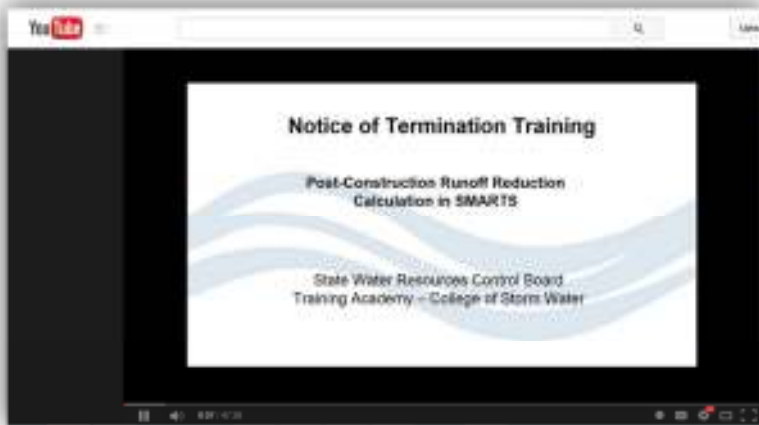 YouTube
Notice of Termination Training
Post-Construction Runoff Reduction
Calculation in SMARTS
State Water Resources Control Board
Training Academy – College of Storm Water